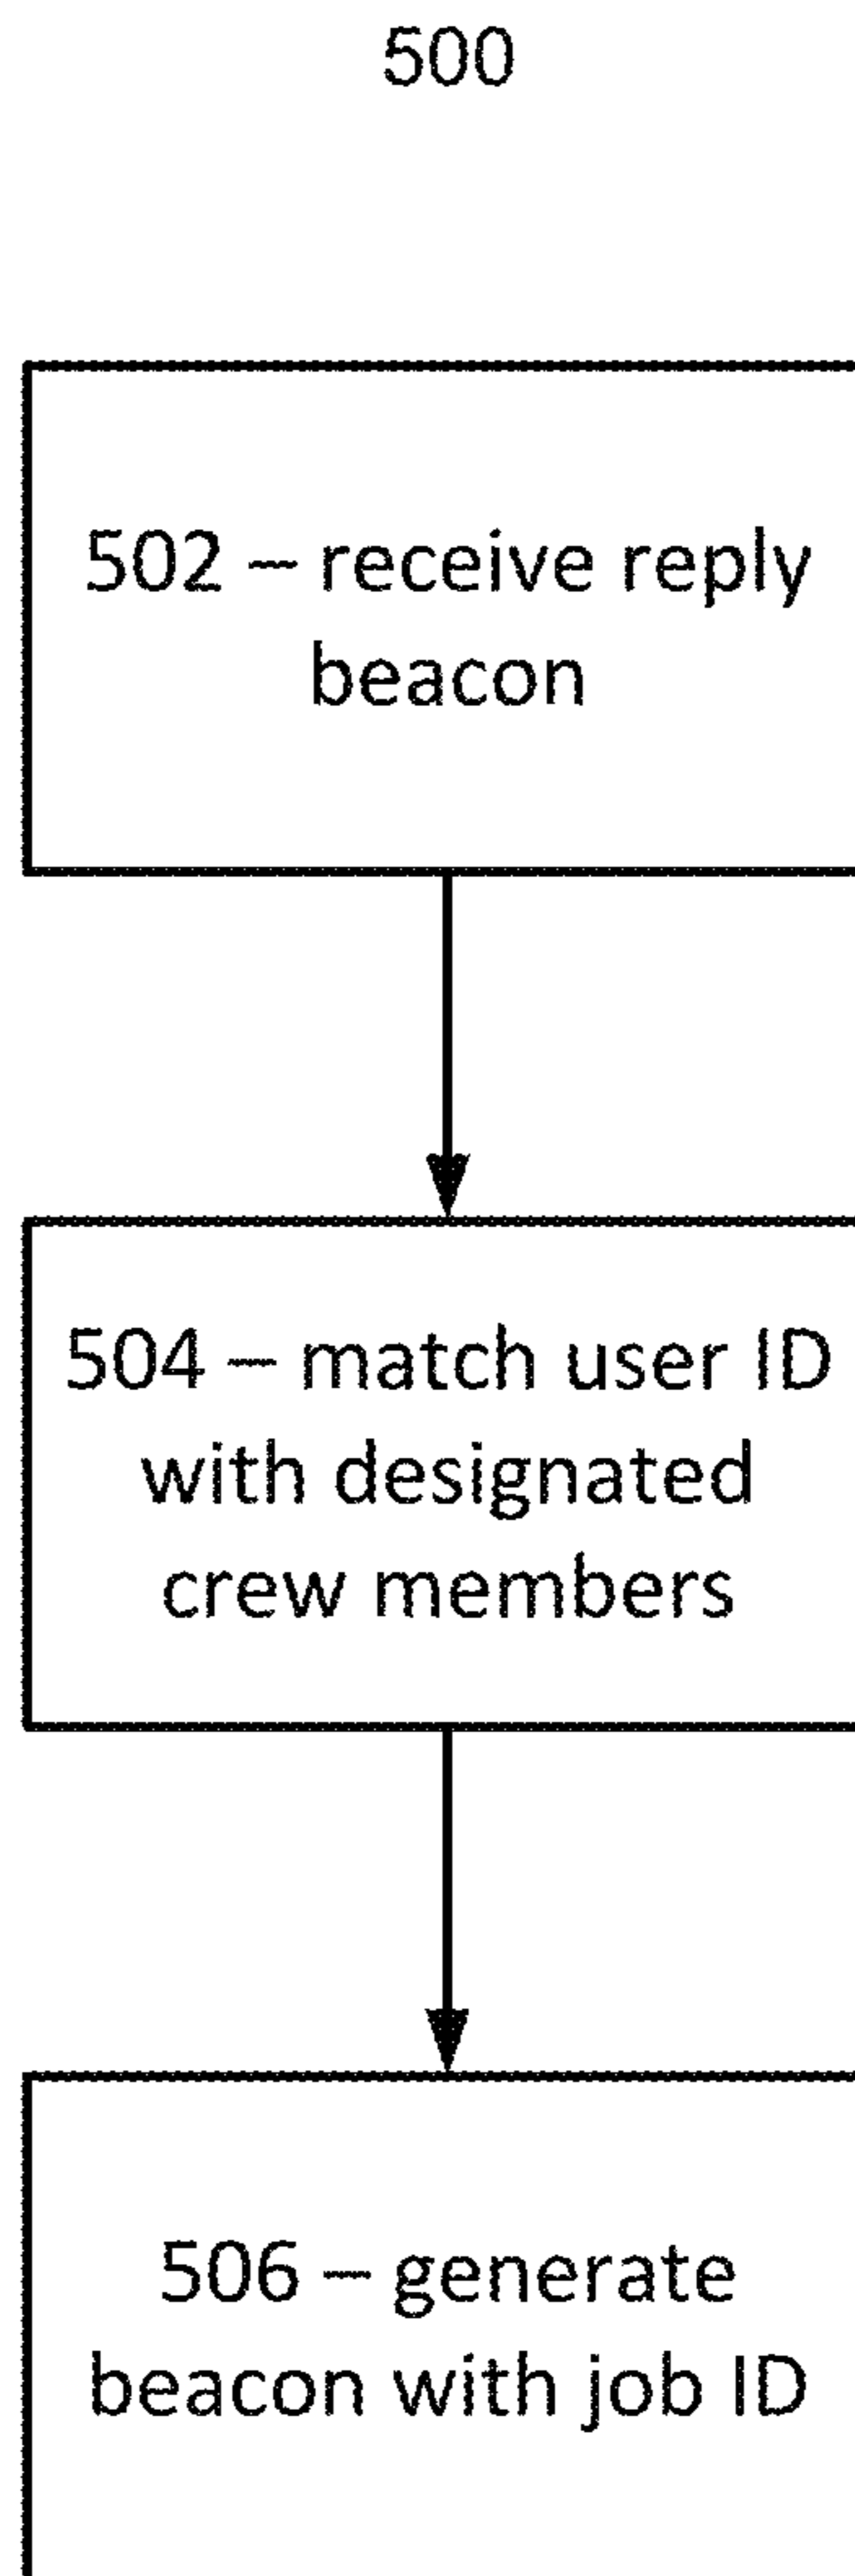 500
502 – receive reply
beacon
504 – match user ID
with designated
crew members
506 – generate
beacon with job ID